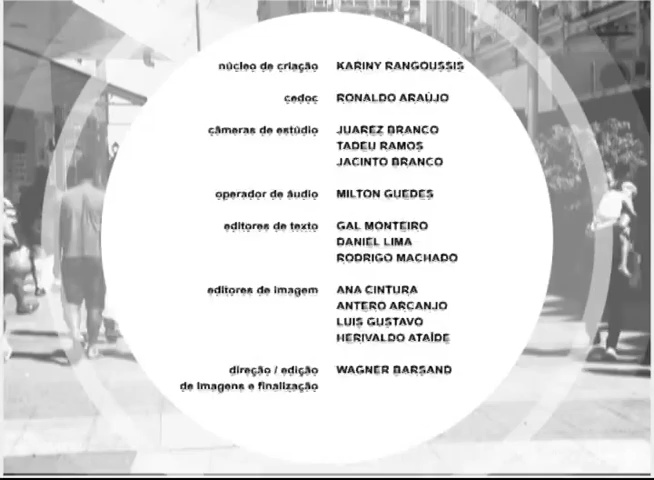 núcleo de criação KARINY RANGOUSSIS
cedoc RONALDO ARAÚJO
câmeras de estúdio JUAREZ BRANCO
TADEU RAMOS
JACINTO BRANCO
operador de áudio MILTON GUEDES
editores de texto GAL MONTEIRO
DANIEL LIMA
RODRIGO MACHADO
editores de imagem ANA CINTURA
ANTERO ARCANJO
LUIS GUSTAVO
HERIVALDO ATAÍDE
direção / edição WAGNER BARSAND
de imagens e finalização